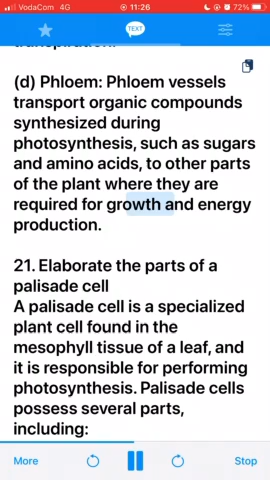 VodaCom 4G 11:26 72%
TEXT
transpiration.
(d) Phloem: Phloem vessels
transport organic compounds
synthesized during
photosynthesis, such as sugars
and amino acids, to other parts
of the plant where they are
required for growth and energy
production.
21. Elaborate the parts of a
palisade cell
A palisade cell is a specialized
plant cell found in the
mesophyll tissue of a leaf, and
it is responsible for performing
photosynthesis. Palisade cells
possess several parts,
including:
More Stop